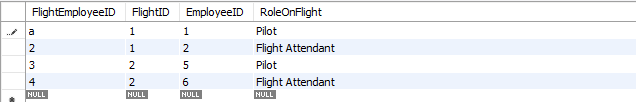 FlightEmployeeID FlightID EmployeeID RoleOnFlight
a 1 1 Pilot
2 1 2 Flight Attendant
3 2 5 Pilot
4 2 6 Flight Attendant
NULL NULL NULL NULL